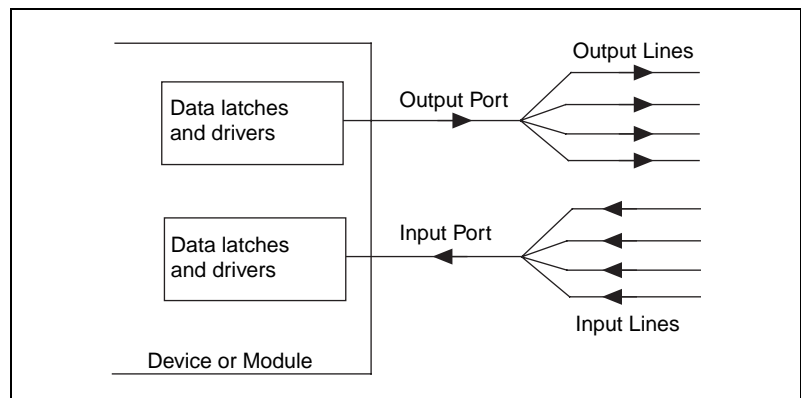 Output Lines
Data latches
and drivers
Output Port
Data latches
and drivers
Input Port
Input Lines
Device or Module